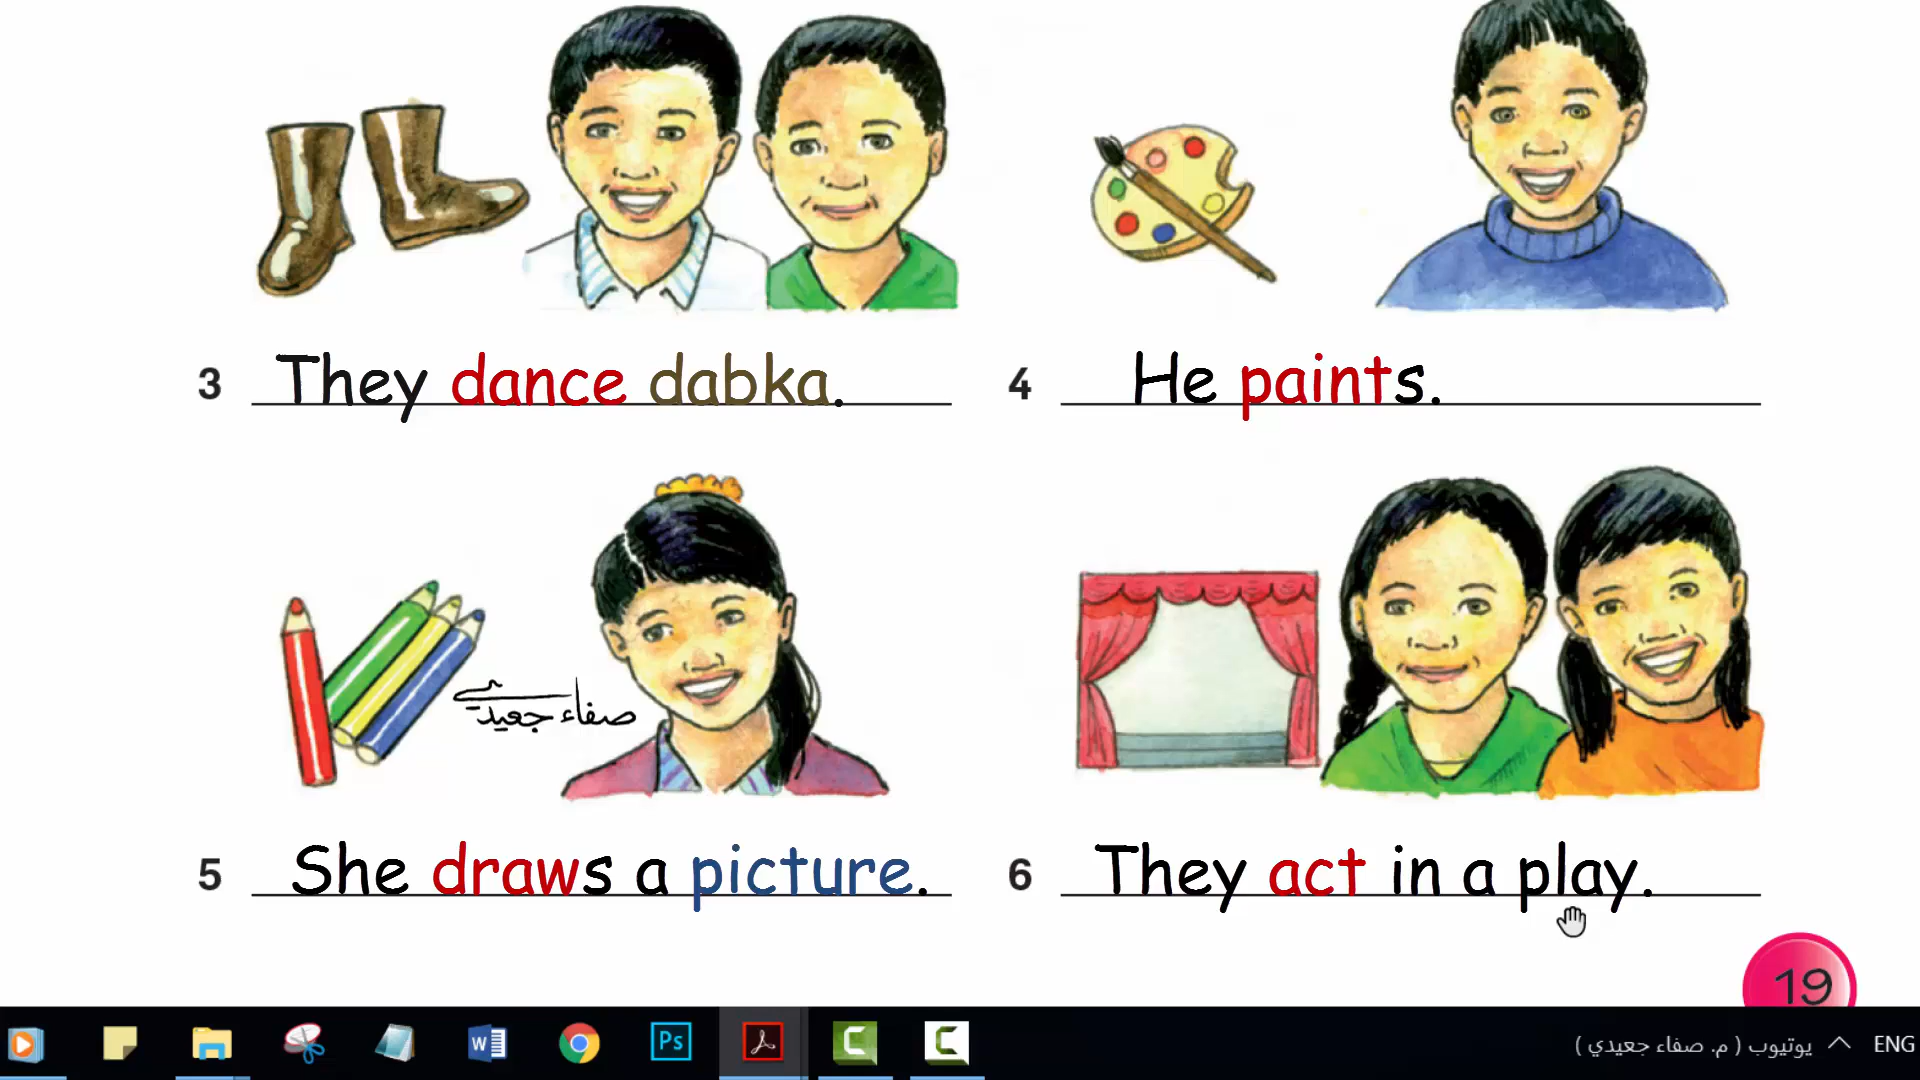 3 They dance dabka.
4 He paints.
صفاء جعيدي
5 She draws a picture.
6 They act in a play.
19
W
Ps
يوتيوب ( م. صفاء جعيدي )
ENG